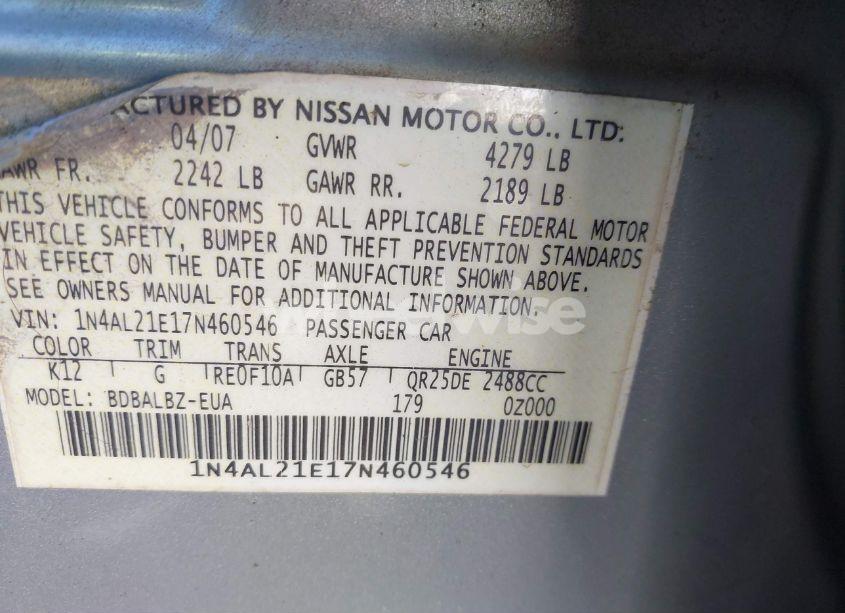 ACTURED BY NISSAN MOTOR CO., LTD.
04/07 GVWR 4279 LB
AWR FR. 2242 LB GAWR RR. 2189 LB
THIS VEHICLE CONFORMS TO ALL APPLICABLE FEDERAL MOTOR
VEHICLE SAFETY, BUMPER AND THEFT PREVENTION STANDARDS
IN EFFECT ON THE DATE OF MANUFACTURE SHOWN ABOVE.
SEE OWNERS MANUAL FOR ADDITIONAL INFORMATION.
VIN: 1N4AL21E17N460546 PASSENGER CAR
COLOR TRIM TRANS AXLE ENGINE
K12 G RE0F10A GB57 QR25DE 2488CC
MODEL: BDBALBZ-EUA 179 0Z000
1N4AL21E17N460546